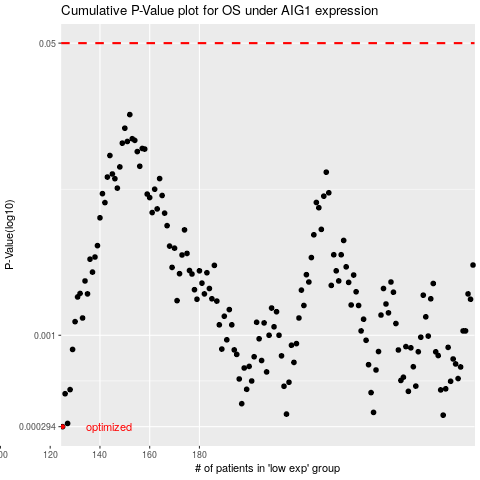 Cumulative P-Value plot for OS under AIG1 expression
P-Value(log10)
0.05
0.001
0.000294
optimized
00 120 140 160 180
# of patients in 'low exp' group